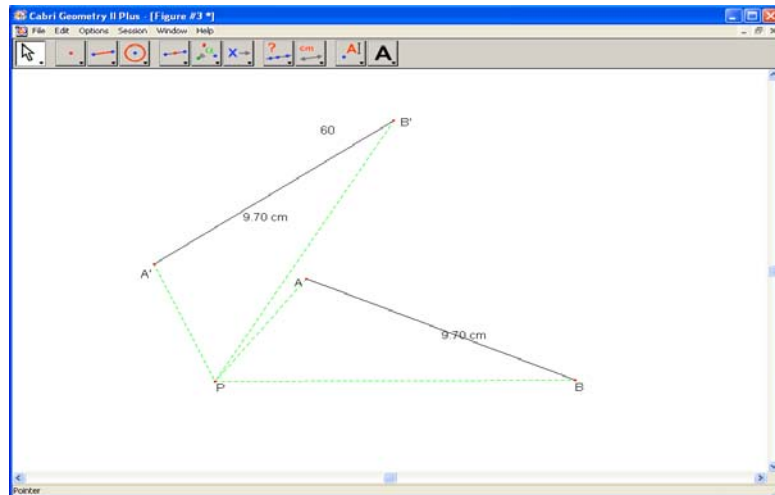 Cabri Geometry II Plus - [Figure #3 *]
File Edit Options Session Window Help
? cm A A
60
B'
9.70 cm
A'
A
9.70 cm
P
B
Pointer